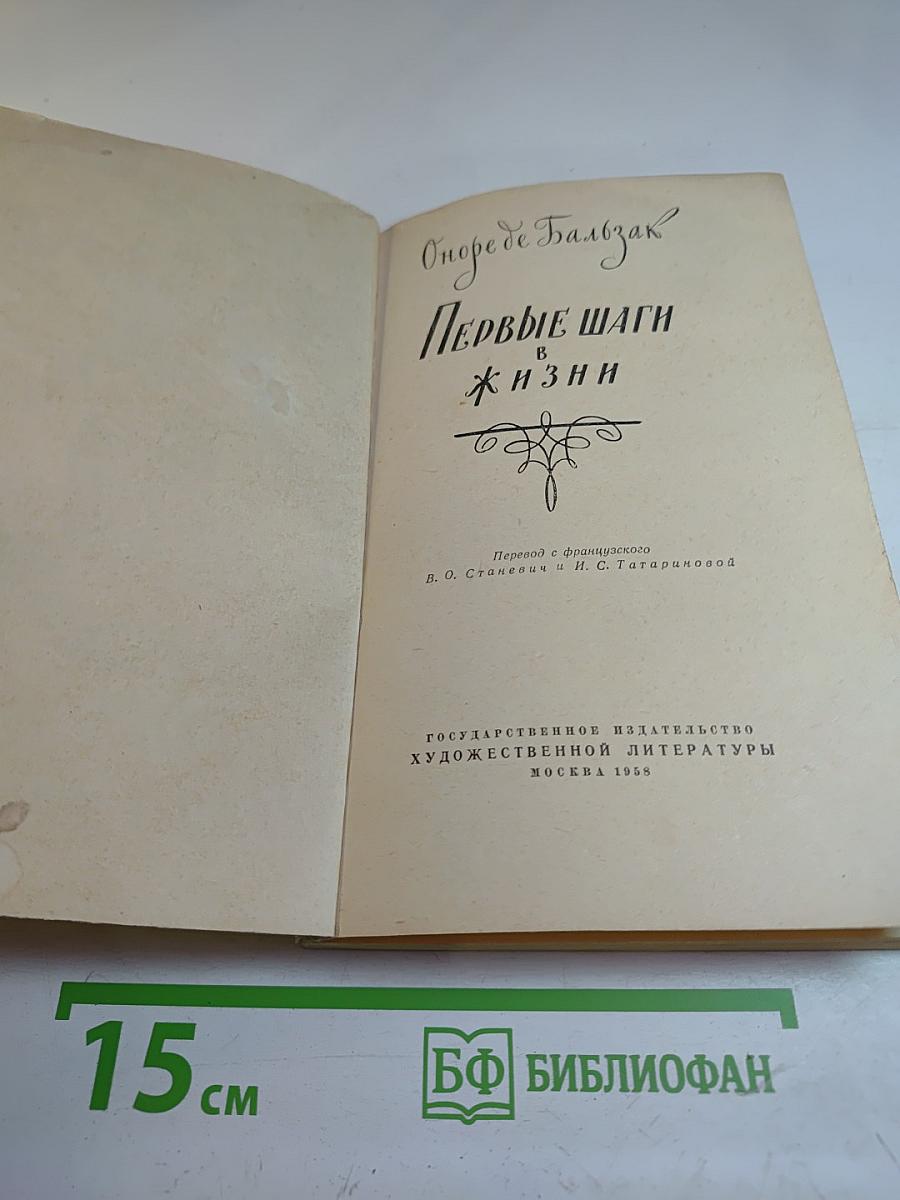 Оноре де Бальзак
Первые шаги
в
жизни
Перевод с французского
В. О. Станевич и И. С. Татариновой
ГОСУДАРСТВЕННОЕ ИЗДАТЕЛЬСТВО
ХУДОЖЕСТВЕННОЙ ЛИТЕРАТУРЫ
МОСКВА 1958
15 см
БФ БИБЛИОФАН